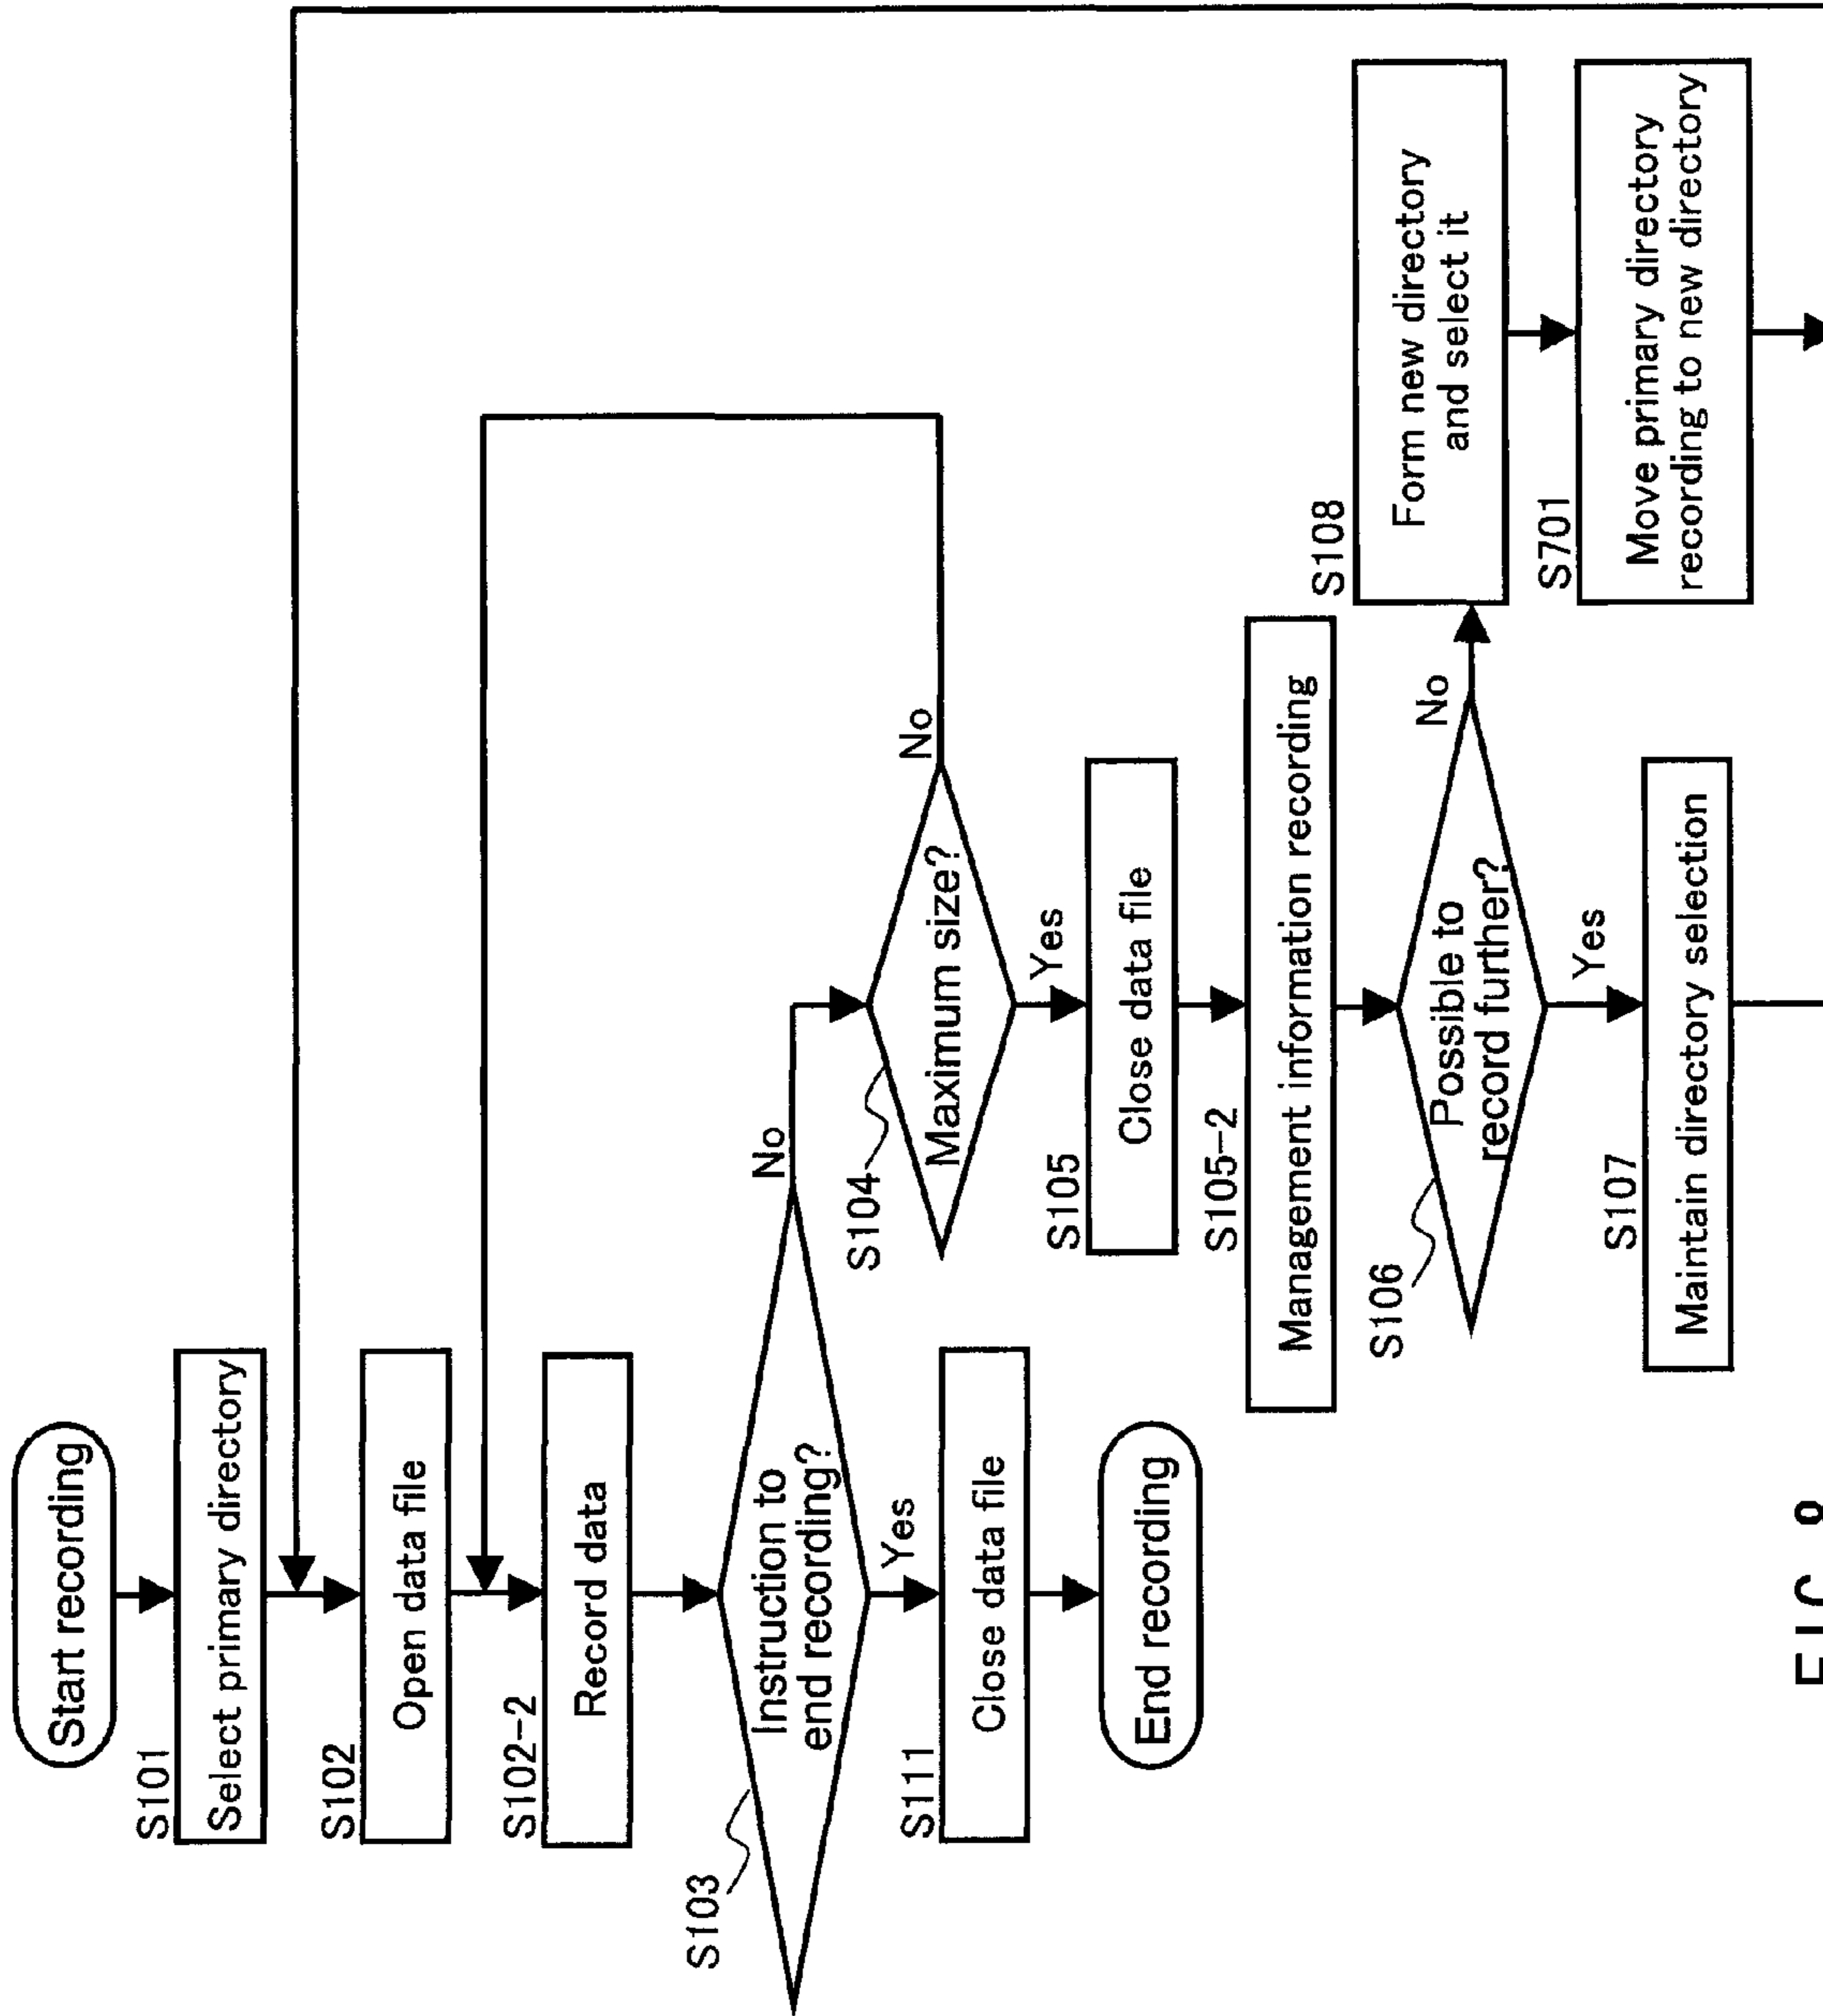 Start recording
S101
Select primary directory
S102
Open data file
S102-2
Record data
S103
Instruction to
end recording?
No
Yes
S111
Close data file
End recording
S104
Maximum size?
No
Yes
S105
Close data file
S105-2
Management information recording
S106
Possible to
record further?
No
Yes
S107
Maintain directory selection
S108
Form new directory
and select it
S701
Move primary directory
recording to new directory